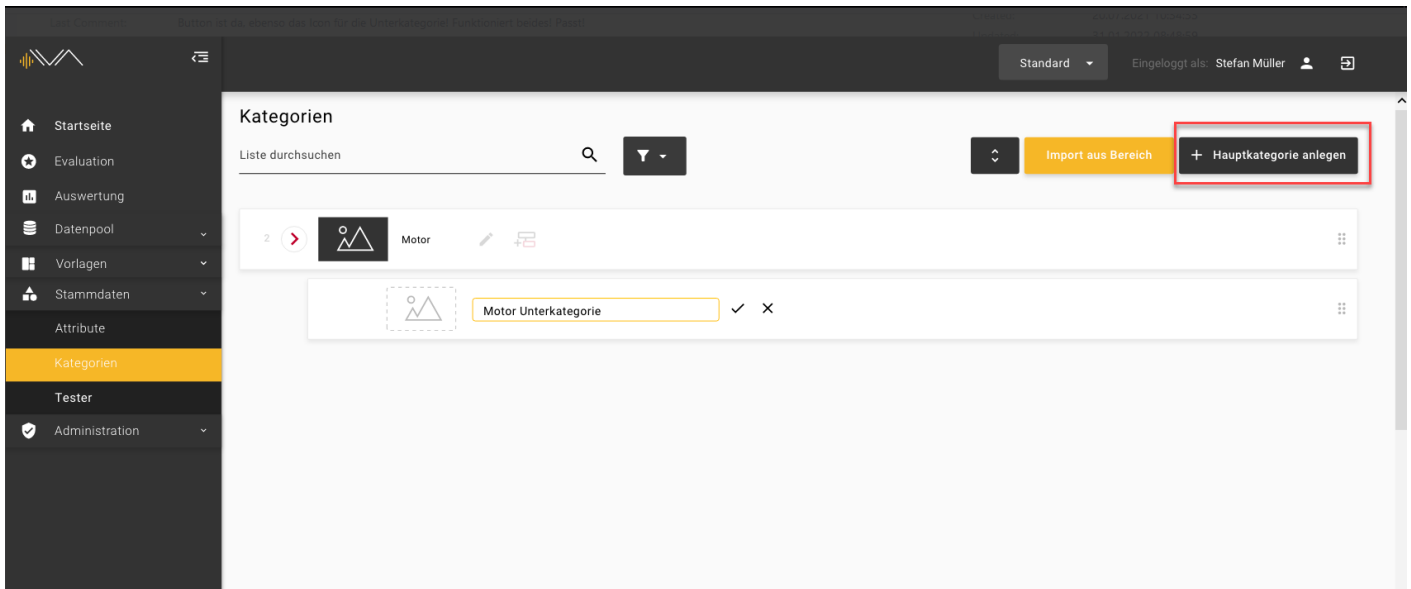 Button ist da, ebenso das Icon für die Unterkategorie! Funktioniert beides! Passt!
Standard
Eingeloggt als: Stefan Müller
Kategorien
Startseite
Liste durchsuchen
Import aus Bereich
+ Hauptkategorie anlegen
Evaluation
Auswertung
Datenpool
2
Motor
Vorlagen
Stammdaten
Motor Unterkategorie
Attribute
Kategorien
Tester
Administration